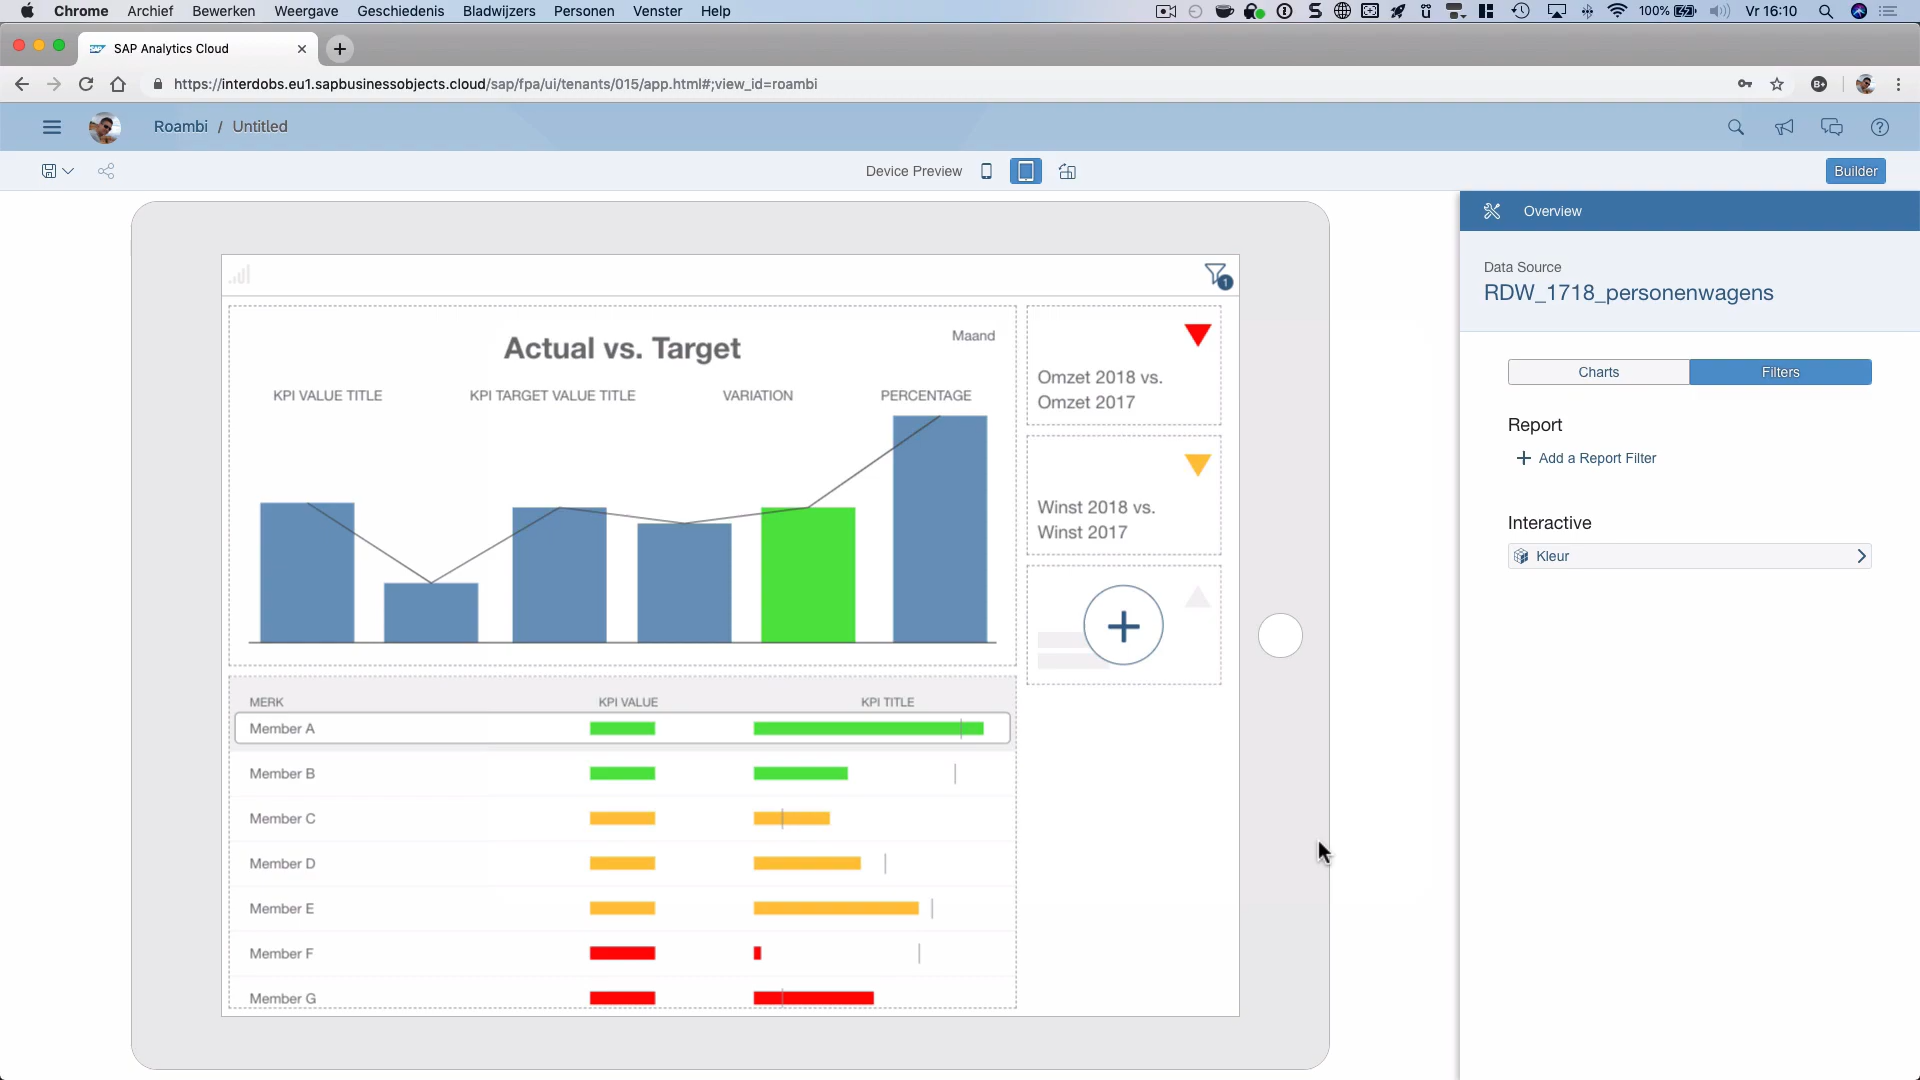 Chrome Archief Bewerken Weergave Geschiedenis Bladwijzers Personen Venster Help 100% Vr 16:10
SAP Analytics Cloud
https://interdobs.eu1.sapbusinessobjects.cloud/sap/fpa/ui/tenants/015/app.html#;view_id=roambi
Roambi / Untitled
Device Preview
Builder
Overview
Data Source
RDW_1718_personenwagens
Charts Filters
Report
Add a Report Filter
Interactive
Kleur
1
Actual vs. Target
Maand
KPI VALUE TITLE KPI TARGET VALUE TITLE VARIATION PERCENTAGE
Omzet 2018 vs.
Omzet 2017
Winst 2018 vs.
Winst 2017
MERK KPI VALUE KPI TITLE
Member A
Member B
Member C
Member D
Member E
Member F
Member G